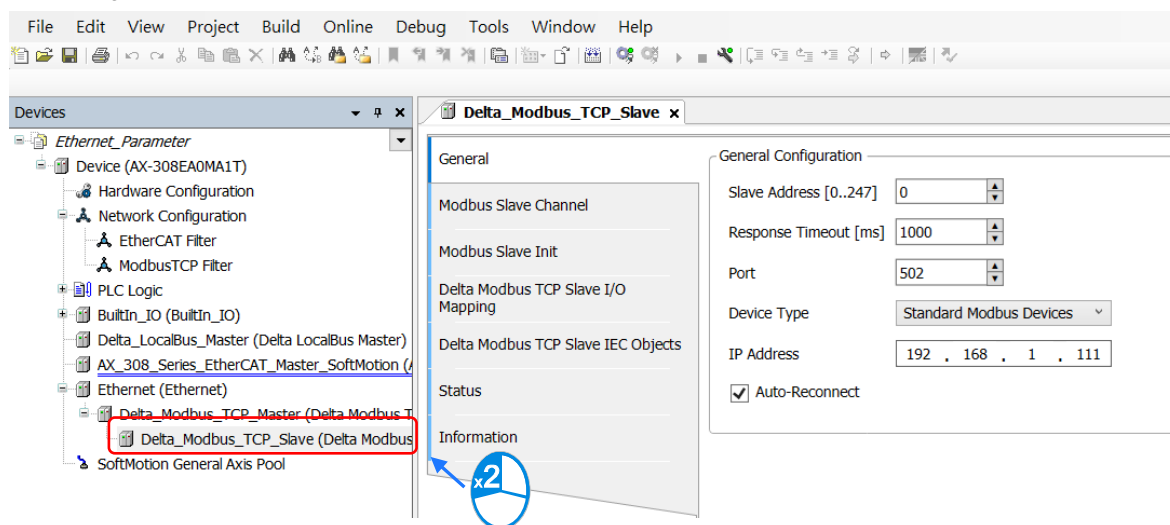 File Edit View Project Build Online Debug Tools Window Help
Devices
Delta_Modbus_TCP_Slave x
Ethernet_Parameter
Device (AX-308EA0MA1T)
Hardware Configuration
Network Configuration
EtherCAT Filter
ModbusTCP Filter
PLC Logic
BuiltIn_IO (BuiltIn_IO)
Delta_LocalBus_Master (Delta LocalBus Master)
AX_308_Series_EtherCAT_Master_SoftMotion (A
Ethernet (Ethernet)
Delta_Modbus_TCP_Master (Delta Modbus T
Delta_Modbus_TCP_Slave (Delta Modbus
SoftMotion General Axis Pool
General
Modbus Slave Channel
Modbus Slave Init
Delta Modbus TCP Slave I/O
Mapping
Delta Modbus TCP Slave IEC Objects
Status
Information
x2
General Configuration
Slave Address [0..247] 0
Response Timeout [ms] 1000
Port 502
Device Type Standard Modbus Devices
IP Address 192 . 168 . 1 . 111
Auto-Reconnect